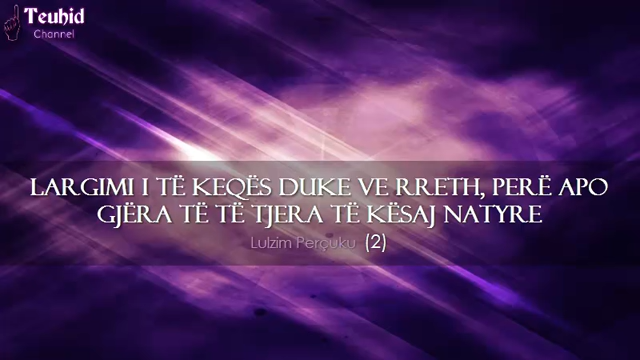 Teuhid
Channel
LARGIMI I TË KEQËS DUKE VE RRETH, PERË APO
GJËRA TË TË TJERA TË KËSAJ NATYRE
Lulzim Perçuku (2)